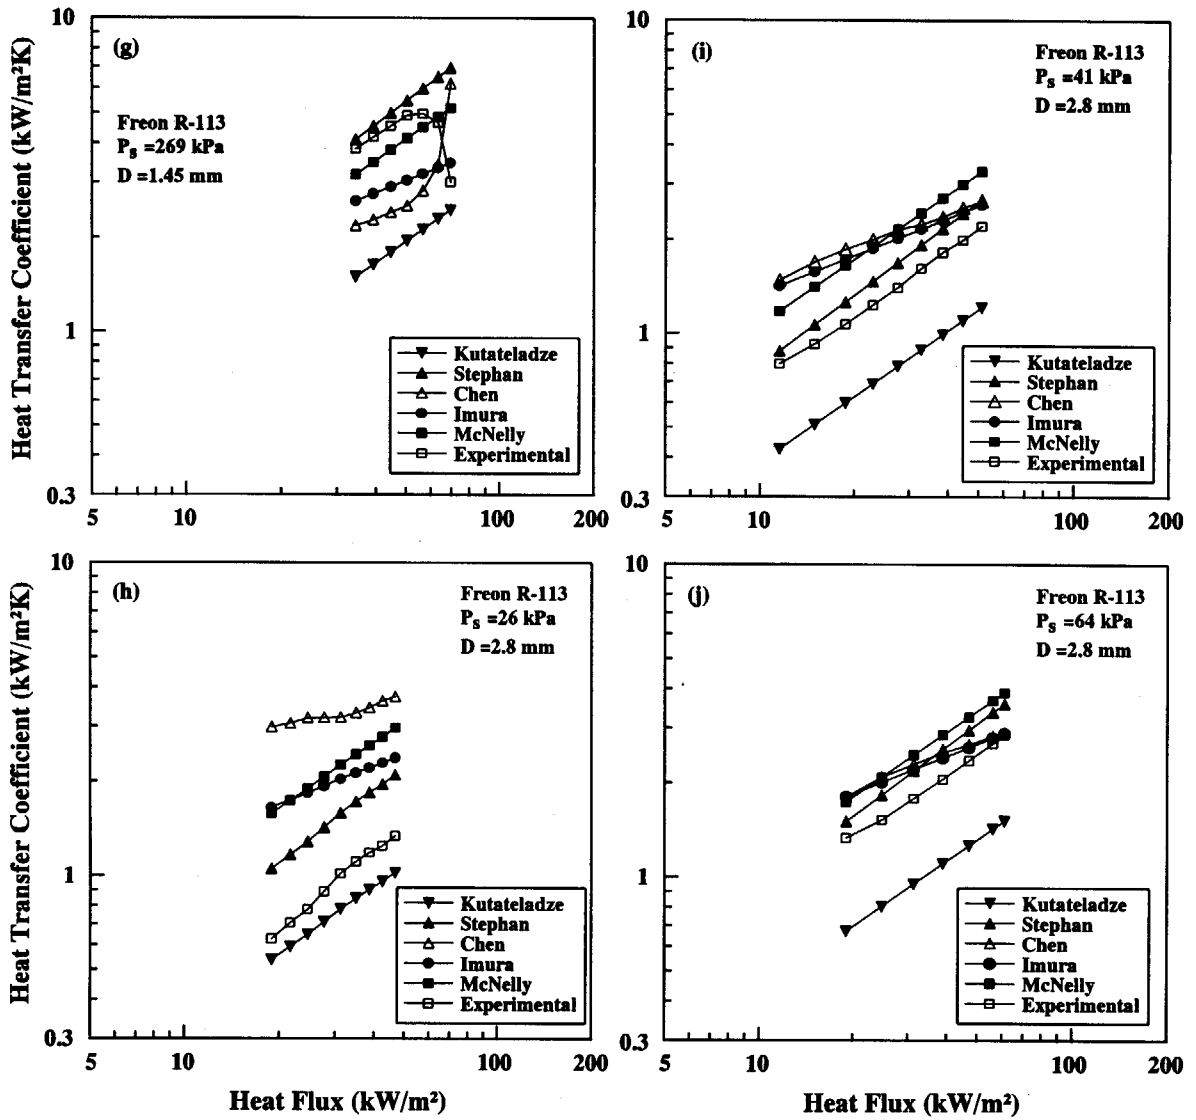 Heat Transfer Coefficient (kW/m²K)
10
1
0.3
(g)
Freon R-113
Ps =269 kPa
D =1.45 mm
Kutateladze
Stephan
Chen
Imura
McNelly
Experimental
5
10
100
200
10
1
0.3
(i)
Freon R-113
Ps =41 kPa
D =2.8 mm
Kutateladze
Stephan
Chen
Imura
McNelly
Experimental
5
10
100
200
Heat Transfer Coefficient (kW/m²K)
10
1
0.3
(h)
Freon R-113
Ps =26 kPa
D =2.8 mm
Kutateladze
Stephan
Chen
Imura
McNelly
Experimental
5
10
100
200
Heat Flux (kW/m²)
10
1
0.3
(j)
Freon R-113
Ps =64 kPa
D =2.8 mm
Kutateladze
Stephan
Chen
Imura
McNelly
Experimental
5
10
100
200
Heat Flux (kW/m²)